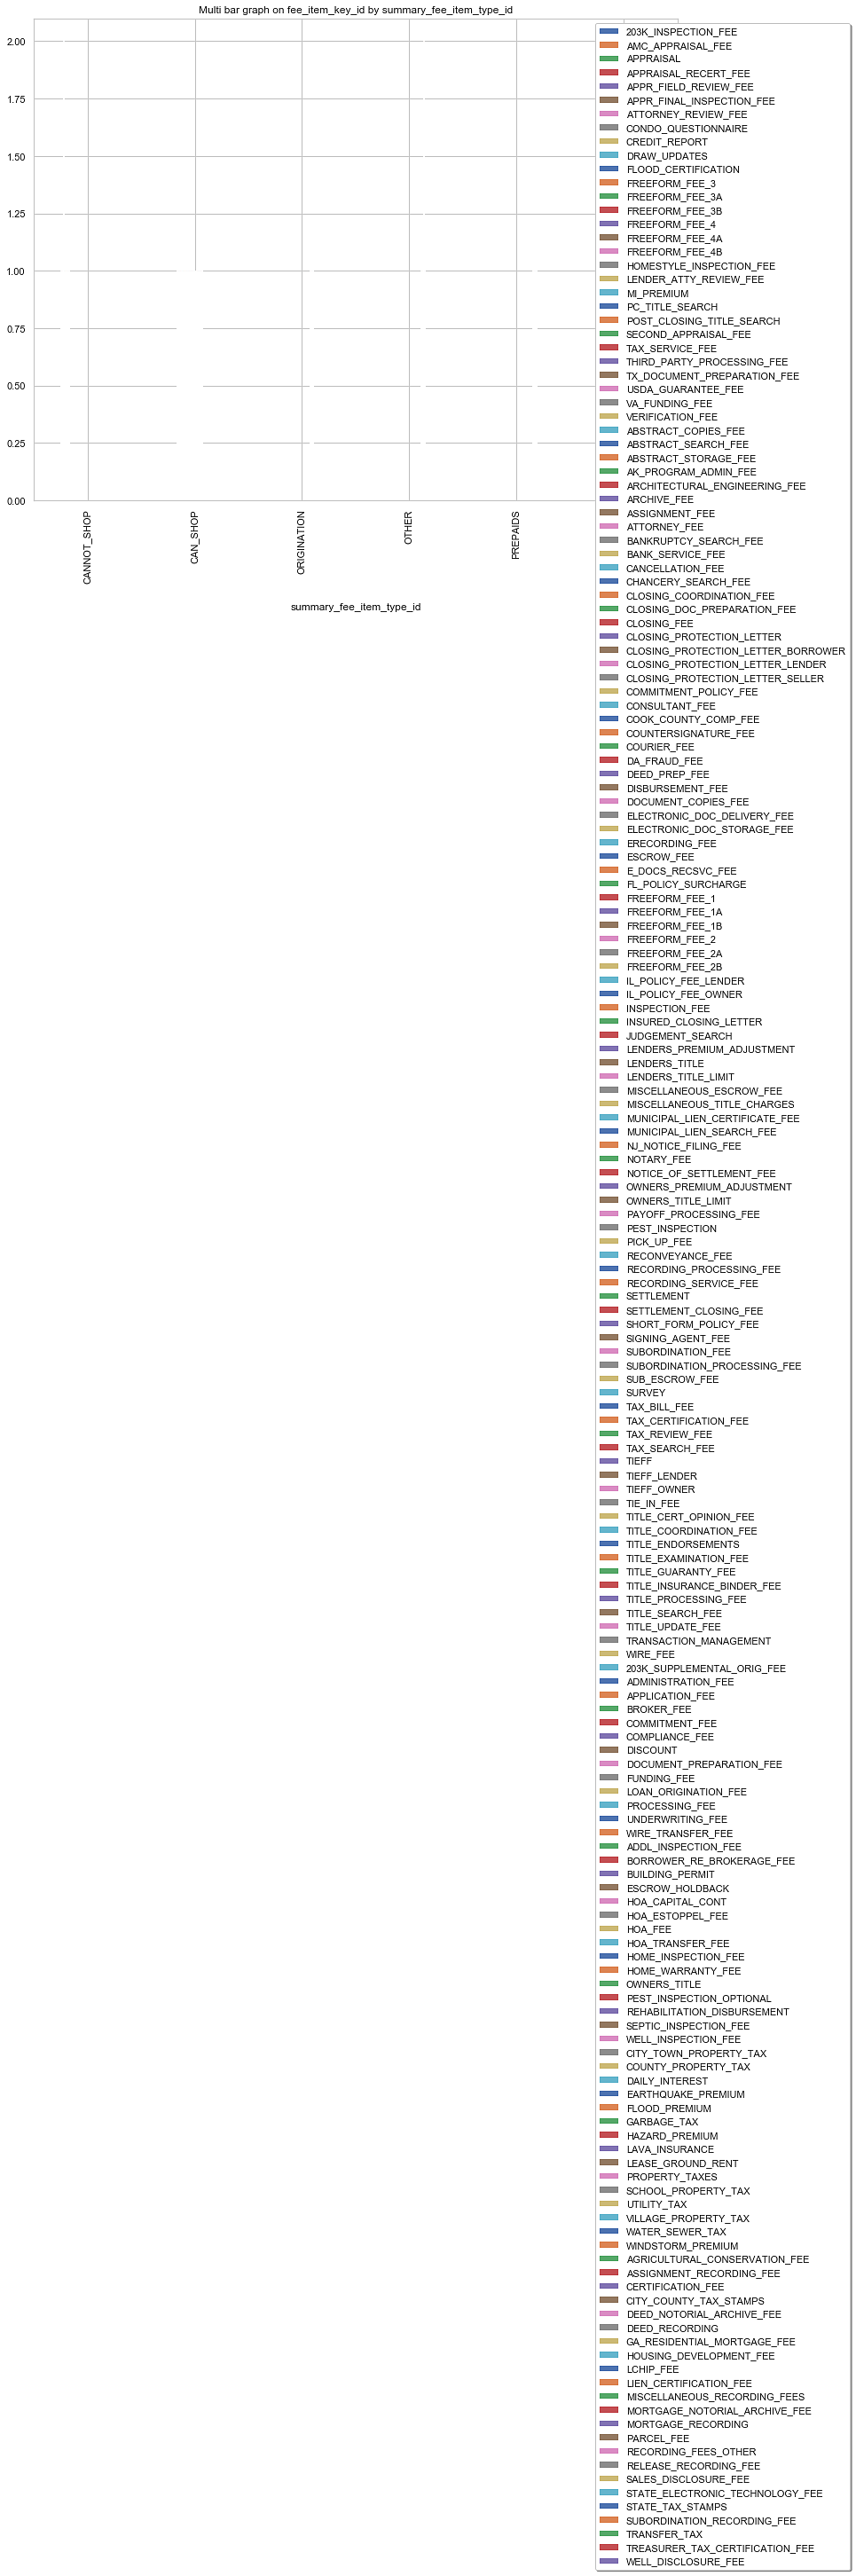 Multi bar graph on fee_item_key_id by summary_fee_item_type_id
2.00
1.75
1.50
1.25
1.00
0.75
0.50
0.25
0.00
CANNOT_SHOP
CAN_SHOP
ORIGINATION
OTHER
PREPAIDS
summary_fee_item_type_id
203K_INSPECTION_FEE
AMC_APPRAISAL_FEE
APPRAISAL
APPRAISAL_RECERT_FEE
APPR_FIELD_REVIEW_FEE
APPR_FINAL_INSPECTION_FEE
ATTORNEY_REVIEW_FEE
CONDO_QUESTIONNAIRE
CREDIT_REPORT
DRAW_UPDATES
FLOOD_CERTIFICATION
FREEFORM_FEE_3
FREEFORM_FEE_3A
FREEFORM_FEE_3B
FREEFORM_FEE_4
FREEFORM_FEE_4A
FREEFORM_FEE_4B
HOMESTYLE_INSPECTION_FEE
LENDER_ATTY_REVIEW_FEE
MI_PREMIUM
PC_TITLE_SEARCH
POST_CLOSING_TITLE_SEARCH
SECOND_APPRAISAL_FEE
TAX_SERVICE_FEE
THIRD_PARTY_PROCESSING_FEE
TX_DOCUMENT_PREPARATION_FEE
USDA_GUARANTEE_FEE
VA_FUNDING_FEE
VERIFICATION_FEE
ABSTRACT_COPIES_FEE
ABSTRACT_SEARCH_FEE
ABSTRACT_STORAGE_FEE
AK_PROGRAM_ADMIN_FEE
ARCHITECTURAL_ENGINEERING_FEE
ARCHIVE_FEE
ASSIGNMENT_FEE
ATTORNEY_FEE
BANKRUPTCY_SEARCH_FEE
BANK_SERVICE_FEE
CANCELLATION_FEE
CHANCERY_SEARCH_FEE
CLOSING_COORDINATION_FEE
CLOSING_DOC_PREPARATION_FEE
CLOSING_FEE
CLOSING_PROTECTION_LETTER
CLOSING_PROTECTION_LETTER_BORROWER
CLOSING_PROTECTION_LETTER_LENDER
CLOSING_PROTECTION_LETTER_SELLER
COMMITMENT_POLICY_FEE
CONSULTANT_FEE
COOK_COUNTY_COMP_FEE
COUNTERSIGNATURE_FEE
COURIER_FEE
DA_FRAUD_FEE
DEED_PREP_FEE
DISBURSEMENT_FEE
DOCUMENT_COPIES_FEE
ELECTRONIC_DOC_DELIVERY_FEE
ELECTRONIC_DOC_STORAGE_FEE
ERECORDING_FEE
ESCROW_FEE
E_DOCS_RECSVC_FEE
FL_POLICY_SURCHARGE
FREEFORM_FEE_1
FREEFORM_FEE_1A
FREEFORM_FEE_1B
FREEFORM_FEE_2
FREEFORM_FEE_2A
FREEFORM_FEE_2B
IL_POLICY_FEE_LENDER
IL_POLICY_FEE_OWNER
INSPECTION_FEE
INSURED_CLOSING_LETTER
JUDGEMENT_SEARCH
LENDERS_PREMIUM_ADJUSTMENT
LENDERS_TITLE
LENDERS_TITLE_LIMIT
MISCELLANEOUS_ESCROW_FEE
MISCELLANEOUS_TITLE_CHARGES
MUNICIPAL_LIEN_CERTIFICATE_FEE
MUNICIPAL_LIEN_SEARCH_FEE
NJ_NOTICE_FILING_FEE
NOTARY_FEE
NOTICE_OF_SETTLEMENT_FEE
OWNERS_PREMIUM_ADJUSTMENT
OWNERS_TITLE_LIMIT
PAYOFF_PROCESSING_FEE
PEST_INSPECTION
PICK_UP_FEE
RECONVEYANCE_FEE
RECORDING_PROCESSING_FEE
RECORDING_SERVICE_FEE
SETTLEMENT
SETTLEMENT_CLOSING_FEE
SHORT_FORM_POLICY_FEE
SIGNING_AGENT_FEE
SUBORDINATION_FEE
SUBORDINATION_PROCESSING_FEE
SUB_ESCROW_FEE
SURVEY
TAX_BILL_FEE
TAX_CERTIFICATION_FEE
TAX_REVIEW_FEE
TAX_SEARCH_FEE
TIEFF
TIEFF_LENDER
TIEFF_OWNER
TIE_IN_FEE
TITLE_CERT_OPINION_FEE
TITLE_COORDINATION_FEE
TITLE_ENDORSEMENTS
TITLE_EXAMINATION_FEE
TITLE_GUARANTY_FEE
TITLE_INSURANCE_BINDER_FEE
TITLE_PROCESSING_FEE
TITLE_SEARCH_FEE
TITLE_UPDATE_FEE
TRANSACTION_MANAGEMENT
WIRE_FEE
203K_SUPPLEMENTAL_ORIG_FEE
ADMINISTRATION_FEE
APPLICATION_FEE
BROKER_FEE
COMMITMENT_FEE
COMPLIANCE_FEE
DISCOUNT
DOCUMENT_PREPARATION_FEE
FUNDING_FEE
LOAN_ORIGINATION_FEE
PROCESSING_FEE
UNDERWRITING_FEE
WIRE_TRANSFER_FEE
ADDL_INSPECTION_FEE
BORROWER_RE_BROKERAGE_FEE
BUILDING_PERMIT
ESCROW_HOLDBACK
HOA_CAPITAL_CONT
HOA_ESTOPPEL_FEE
HOA_FEE
HOA_TRANSFER_FEE
HOME_INSPECTION_FEE
HOME_WARRANTY_FEE
OWNERS_TITLE
PEST_INSPECTION_OPTIONAL
REHABILITATION_DISBURSEMENT
SEPTIC_INSPECTION_FEE
WELL_INSPECTION_FEE
CITY_TOWN_PROPERTY_TAX
COUNTY_PROPERTY_TAX
DAILY_INTEREST
EARTHQUAKE_PREMIUM
FLOOD_PREMIUM
GARBAGE_TAX
HAZARD_PREMIUM
LAVA_INSURANCE
LEASE_GROUND_RENT
PROPERTY_TAXES
SCHOOL_PROPERTY_TAX
UTILITY_TAX
VILLAGE_PROPERTY_TAX
WATER_SEWER_TAX
WINDSTORM_PREMIUM
AGRICULTURAL_CONSERVATION_FEE
ASSIGNMENT_RECORDING_FEE
CERTIFICATION_FEE
CITY_COUNTY_TAX_STAMPS
DEED_NOTORIAL_ARCHIVE_FEE
DEED_RECORDING
GA_RESIDENTIAL_MORTGAGE_FEE
HOUSING_DEVELOPMENT_FEE
LCHIP_FEE
LIEN_CERTIFICATION_FEE
MISCELLANEOUS_RECORDING_FEES
MORTGAGE_NOTORIAL_ARCHIVE_FEE
MORTGAGE_RECORDING
PARCEL_FEE
RECORDING_FEES_OTHER
RELEASE_RECORDING_FEE
SALES_DISCLOSURE_FEE
STATE_ELECTRONIC_TECHNOLOGY_FEE
STATE_TAX_STAMPS
SUBORDINATION_RECORDING_FEE
TRANSFER_TAX
TREASURER_TAX_CERTIFICATION_FEE
WELL_DISCLOSURE_FEE